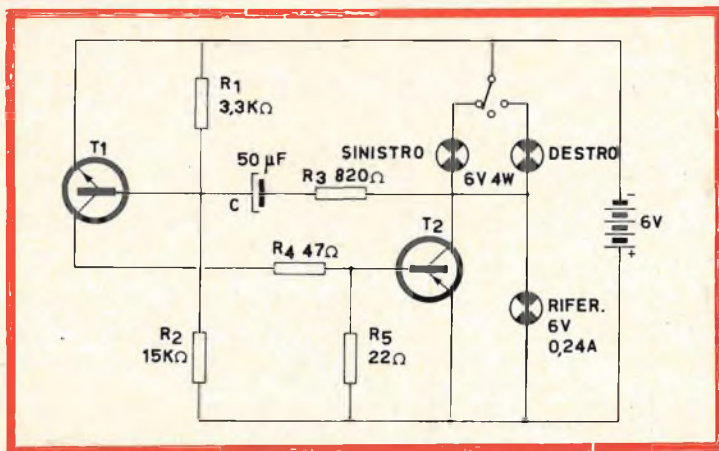 R1
3,3KΩ
T1
50 µF
C
R3 820Ω
SINISTRO
DESTRO
6V 4W
T2
R4 47Ω
-
6V
+
R2
15KΩ
R5
22Ω
RIFER.
6V
0,24A